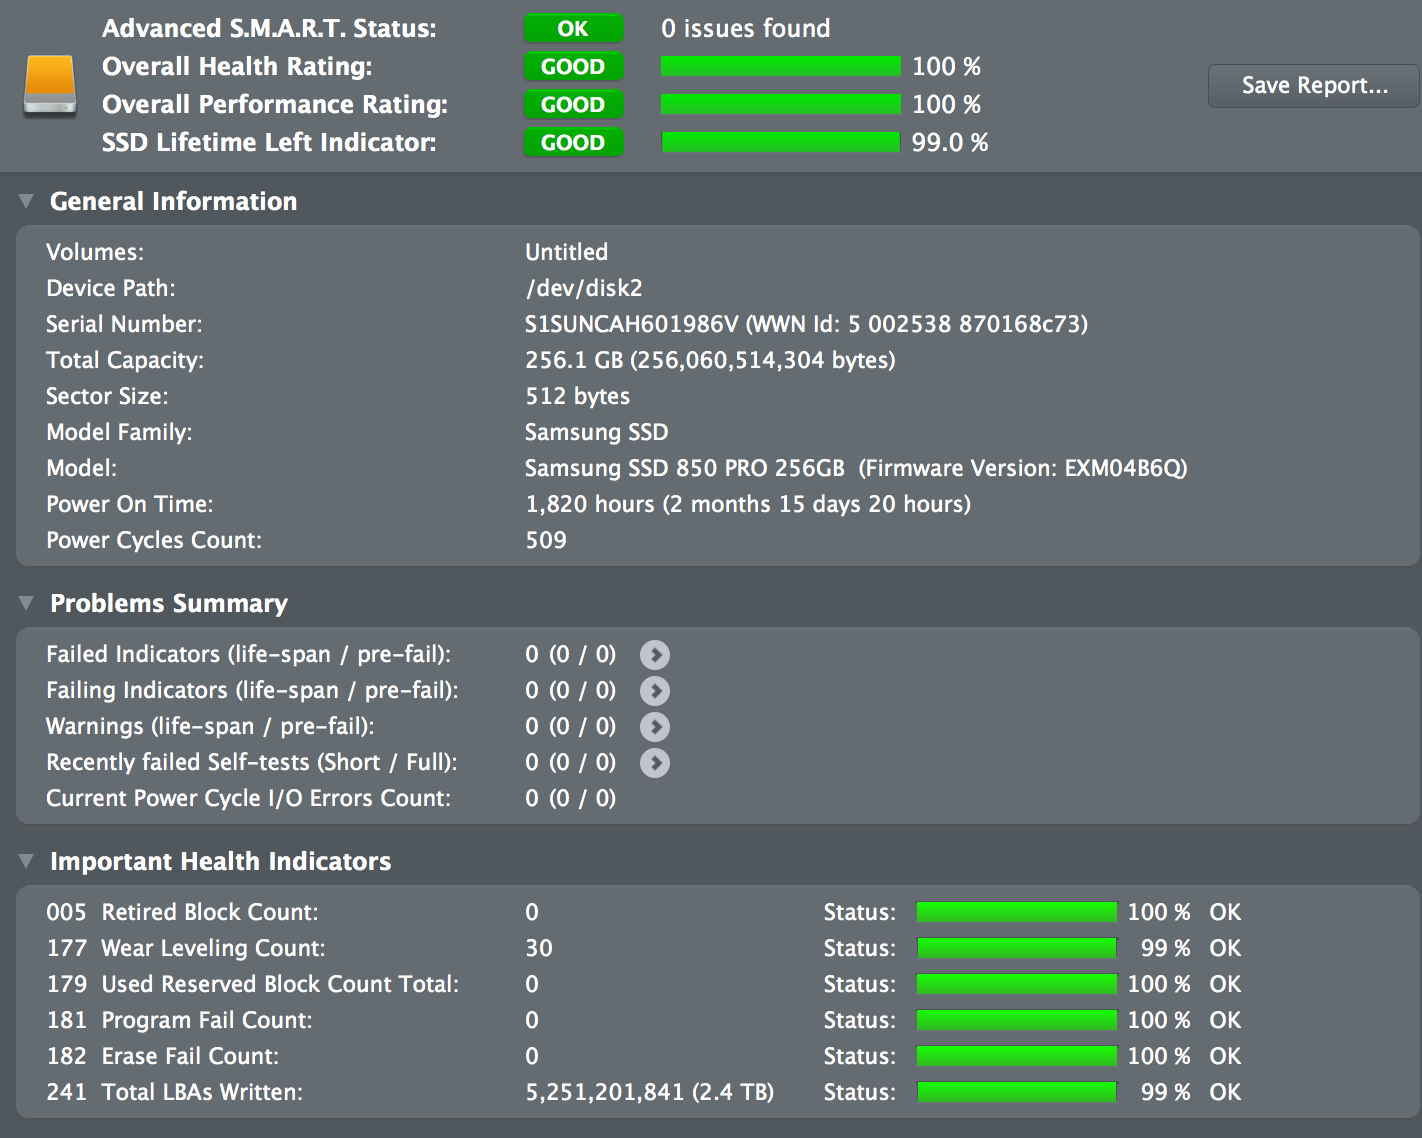 Advanced S.M.A.R.T. Status: OK 0 issues found
Overall Health Rating: GOOD 100 %
Save Report...
Overall Performance Rating: GOOD 100 %
SSD Lifetime Left Indicator: GOOD 99.0 %
General Information
Volumes: Untitled
Device Path: /dev/disk2
Serial Number: S1SUNCAH601986V (WWN Id: 5 002538 870168c73)
Total Capacity: 256.1 GB (256,060,514,304 bytes)
Sector Size: 512 bytes
Model Family: Samsung SSD
Model: Samsung SSD 850 PRO 256GB (Firmware Version: EXM04B6Q)
Power On Time: 1,820 hours (2 months 15 days 20 hours)
Power Cycles Count: 509
Problems Summary
Failed Indicators (life-span / pre-fail): 0 (0 / 0)
Failing Indicators (life-span / pre-fail): 0 (0 / 0)
Warnings (life-span / pre-fail): 0 (0 / 0)
Recently failed Self-tests (Short / Full): 0 (0 / 0)
Current Power Cycle I/O Errors Count: 0 (0 / 0)
Important Health Indicators
005 Retired Block Count: 0 Status: 100 % OK
177 Wear Leveling Count: 30 Status: 99 % OK
179 Used Reserved Block Count Total: 0 Status: 100 % OK
181 Program Fail Count: 0 Status: 100 % OK
182 Erase Fail Count: 0 Status: 100 % OK
241 Total LBAs Written: 5,251,201,841 (2.4 TB) Status: 99 % OK